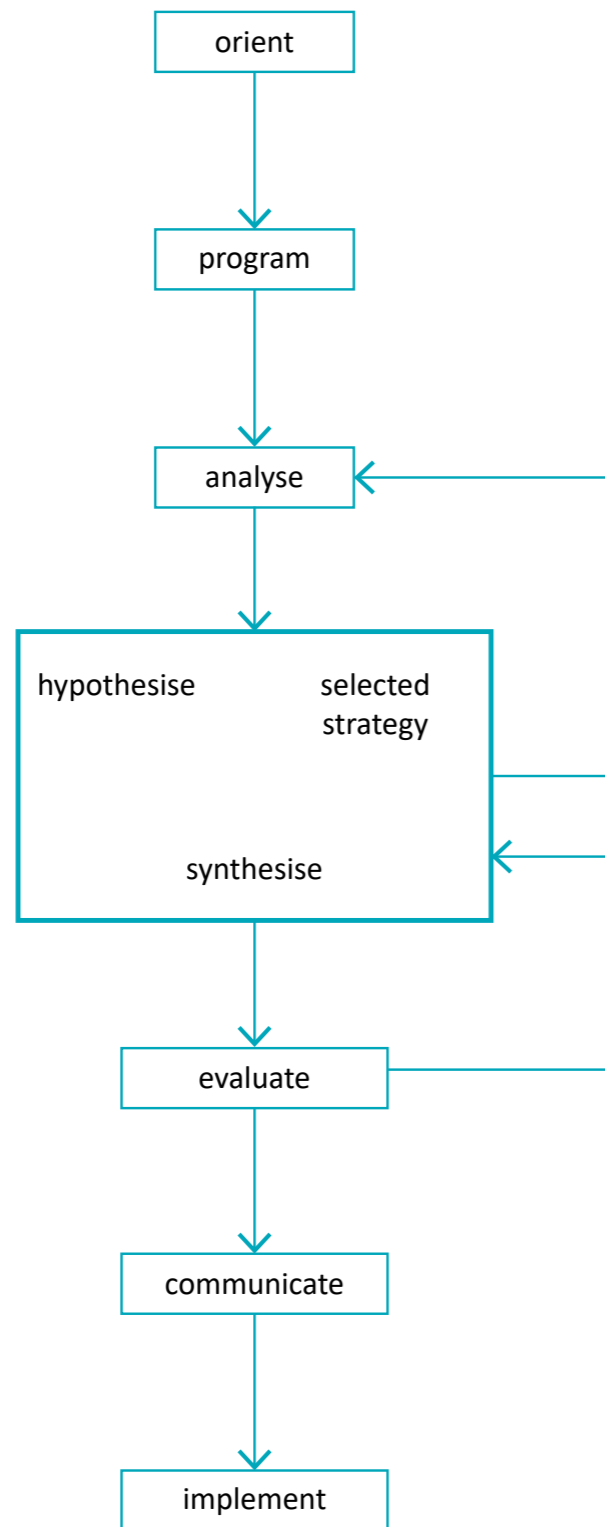 orient
program
analyse
hypothesise
selected
strategy
synthesise
evaluate
communicate
implement